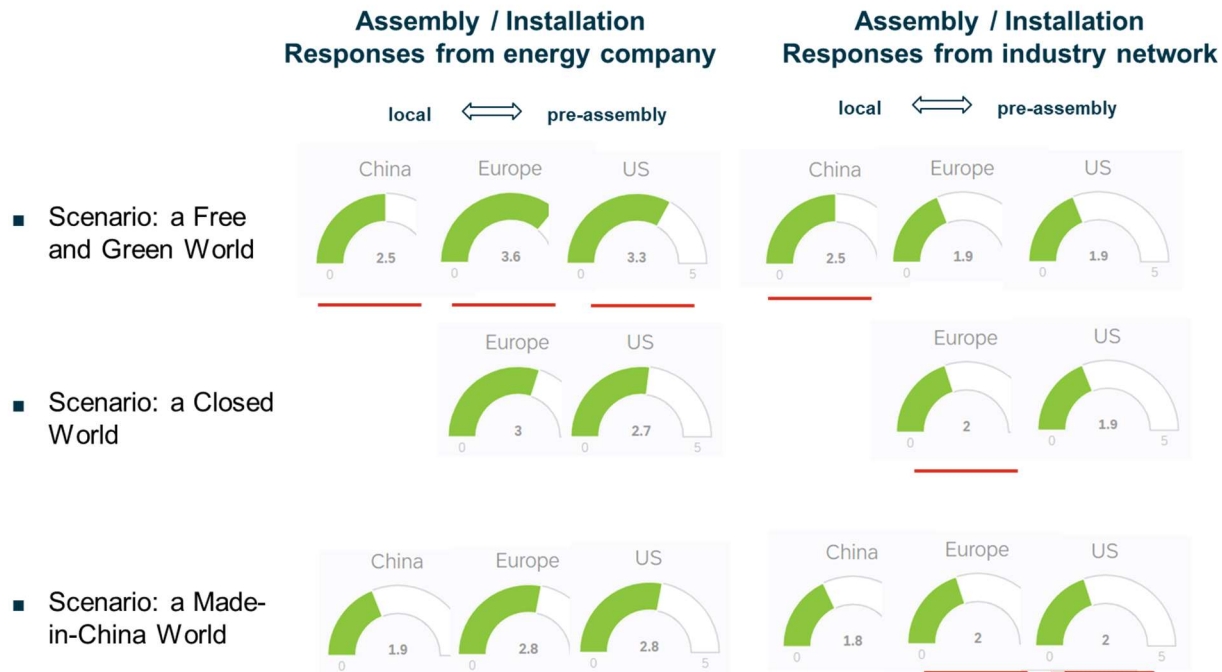 Assembly / Installation
Responses from energy company
Assembly / Installation
Responses from industry network
local
pre-assembly
local
pre-assembly
■ Scenario: a Free
and Green World
China
2.5
0
Europe
3.6
0
US
3.3
0
5
China
2.5
0
Europe
1.9
0
US
1.9
0
5
■ Scenario: a Closed
World
Europe
3
0
US
2.7
0
5
Europe
2
0
US
1.9
0
5
■ Scenario: a Made-
in-China World
China
1.9
0
Europe
2.8
0
US
2.8
0
5
China
1.8
0
Europe
2
0
US
2
0
5